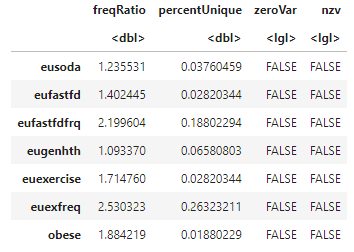 freqRatio percentUnique zeroVar nzv
<dbl> <dbl> <lgl> <lgl>
eusoda 1.235531 0.03760459 FALSE FALSE
eufastfd 1.402445 0.02820344 FALSE FALSE
eufastfdfrq 2.199604 0.18802294 FALSE FALSE
eugenhth 1.093370 0.06580803 FALSE FALSE
euexercise 1.714760 0.02820344 FALSE FALSE
euexfreq 2.530323 0.26323211 FALSE FALSE
obese 1.884219 0.01880229 FALSE FALSE